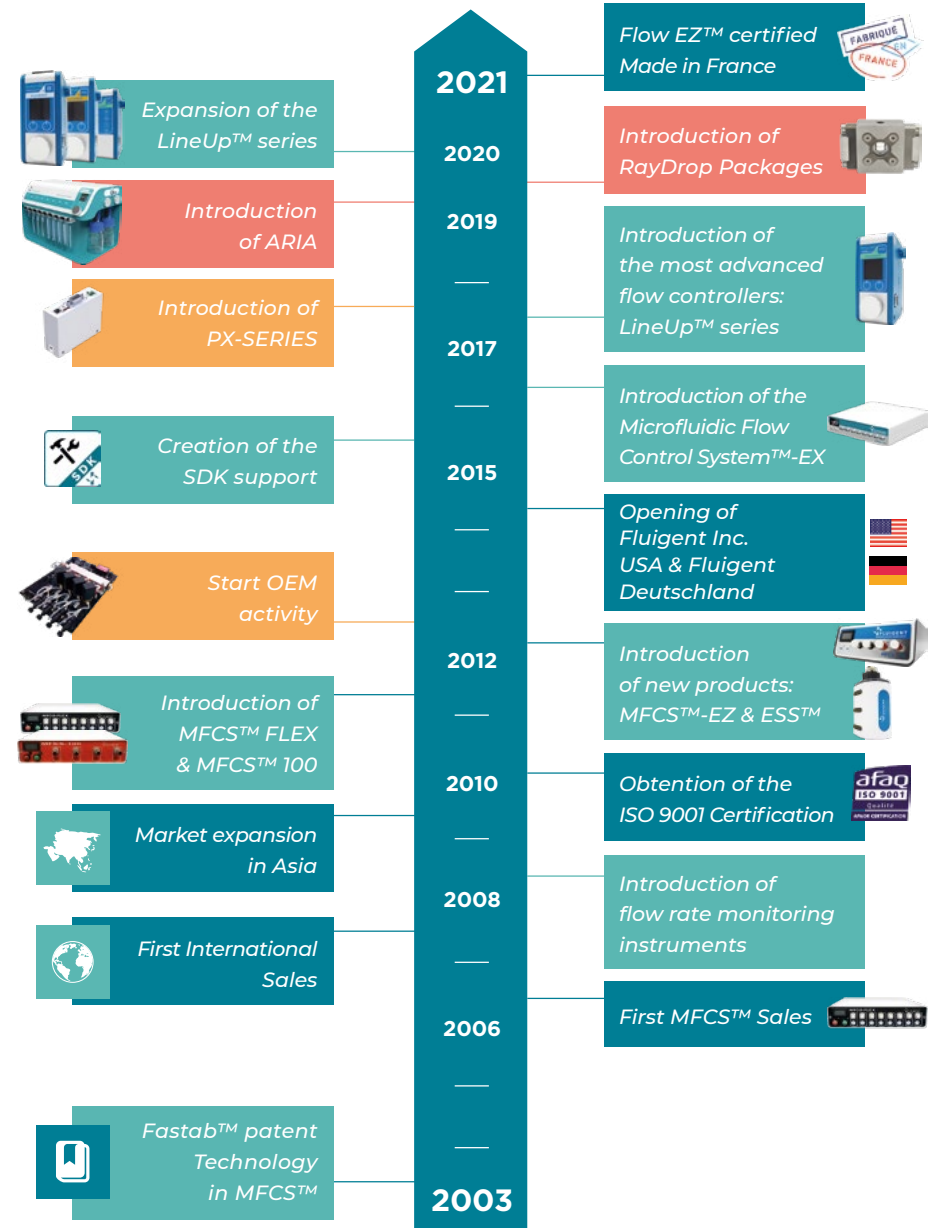 2021
Flow EZ™ certified
Made in France
FABRIQUÉ
EN
FRANCE
Expansion of the
LineUp™ series
2020
Introduction of
RayDrop Packages
Introduction
of ARIA
2019
Introduction of
the most advanced
flow controllers:
LineUp™ series
Introduction of
PX-SERIES
2017
Introduction of the
Microfluidic Flow
Control System™-EX
Creation of the
SDK support
SDK
2015
Opening of
Fluigent Inc.
USA & Fluigent
Deutschland
Start OEM
activity
2012
Introduction
of new products:
MFCS™-EZ & ESS™
FLUIGENT
Introduction of
MFCS™ FLEX
& MFCS™ 100
2010
Obtention of the
ISO 9001 Certification
afaq
ISO 9001
Qualité
AFNOR CERTIFICATION
Market expansion
in Asia
2008
Introduction of
flow rate monitoring
instruments
First International
Sales
2006
First MFCS™ Sales
Fastab™ patent
Technology
in MFCS™
2003